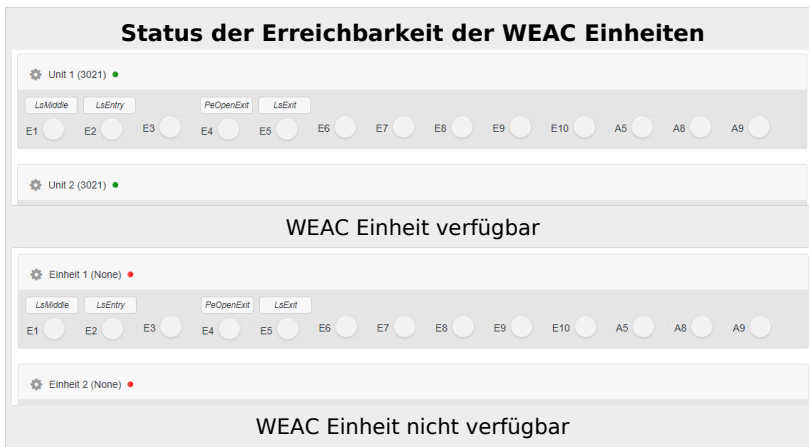 Status der Erreichbarkeit der WEAC Einheiten
Unit 1 (3021)
LsMiddle LsEntry PeOpenExit LsExit
E1 E2 E3 E4 E5 E6 E7 E8 E9 E10 A5 A8 A9
Unit 2 (3021)
WEAC Einheit verfügbar
Einheit 1 (None)
LsMiddle LsEntry PeOpenExit LsExit
E1 E2 E3 E4 E5 E6 E7 E8 E9 E10 A5 A8 A9
Einheit 2 (None)
WEAC Einheit nicht verfügbar